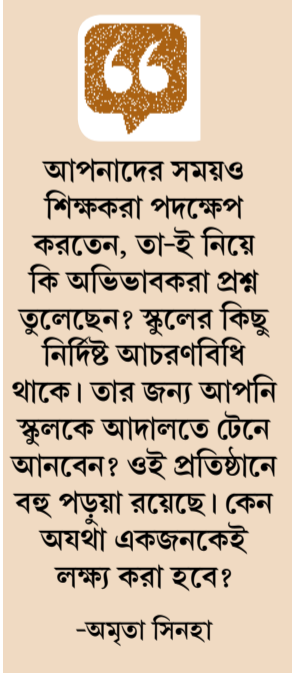 আপনাদের সময়ও
শিক্ষকরা পদক্ষেপ
করতেন, তা-ই নিয়ে
কি অভিভাবকরা প্রশ্ন
তুলেছেন? স্কুলের কিছু
নির্দিষ্ট আচরণবিধি
থাকে। তার জন্য আপনি
স্কুলকে আদালতে টেনে
আনবেন? ওই প্রতিষ্ঠানে
বহু পড়ুয়া রয়েছে। কেন
অযথা একজনকেই
লক্ষ্য করা হবে?
-অমৃতা সিনহা